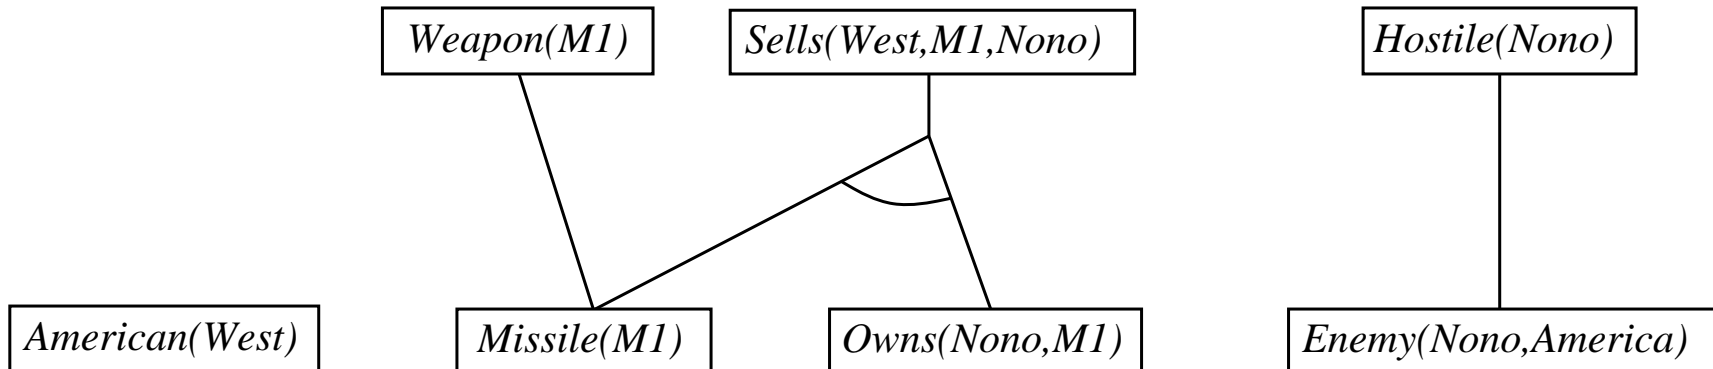 Weapon(M1)
Sells(West,M1,Nono)
Hostile(Nono)
American(West)
Missile(M1)
Owns(Nono,M1)
Enemy(Nono,America)